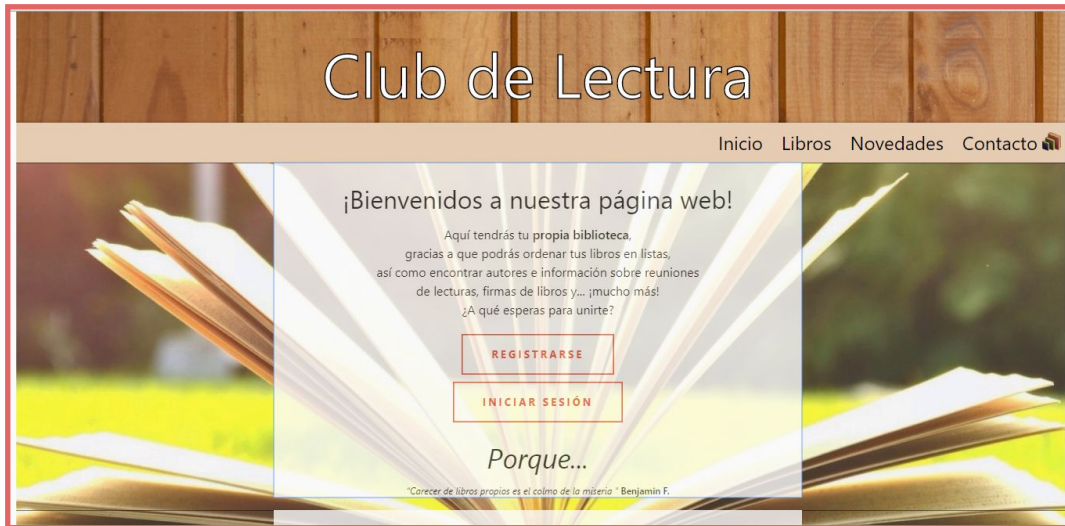 Club de Lectura
Inicio Libros Novedades Contacto
¡Bienvenidos a nuestra página web!
Aquí tendrás tu propia biblioteca,
gracias a que podrás ordenar tus libros en listas,
así como encontrar autores e información sobre reuniones
de lecturas, firmas de libros y... ¡mucho más!
¿A qué esperas para unirte?
REGISTRARSE
INICIAR SESIÓN
Porque...
"Carecer de libros propios es el colmo de la miseria " Benjamin F.